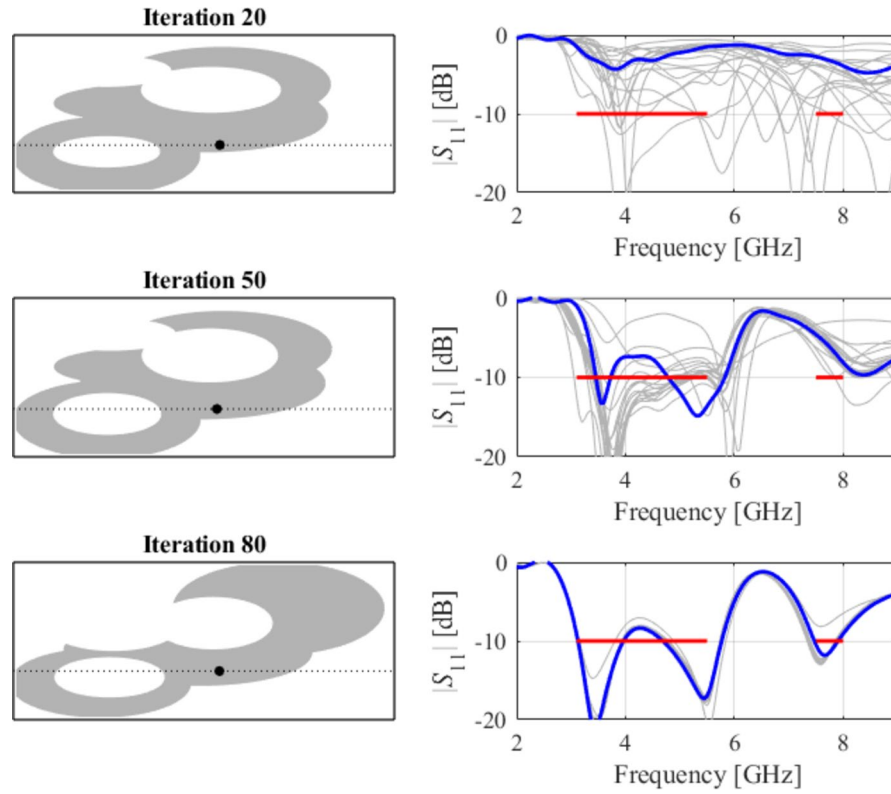 Iteration 20
0
-10
-20
|S11| [dB]
2 4 6 8
Frequency [GHz]
Iteration 50
0
-10
-20
|S11| [dB]
2 4 6 8
Frequency [GHz]
Iteration 80
0
-10
-20
|S11| [dB]
2 4 6 8
Frequency [GHz]